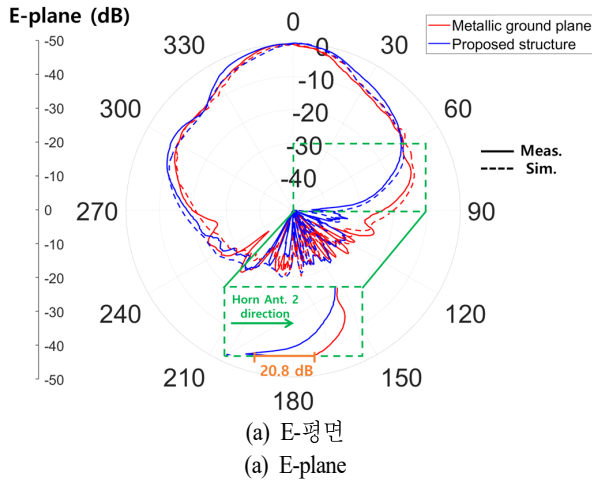 E-plane (dB)
-50
-40
-30
-20
-10
0
-10
-20
-30
-40
-50
0
30
60
90
120
150
180
210
240
270
300
330
0
-10
-20
-30
-40
Metallic ground plane
Proposed structure
Meas.
Sim.
Horn Ant. 2
direction
20.8 dB
(a) E-평면
(a) E-plane